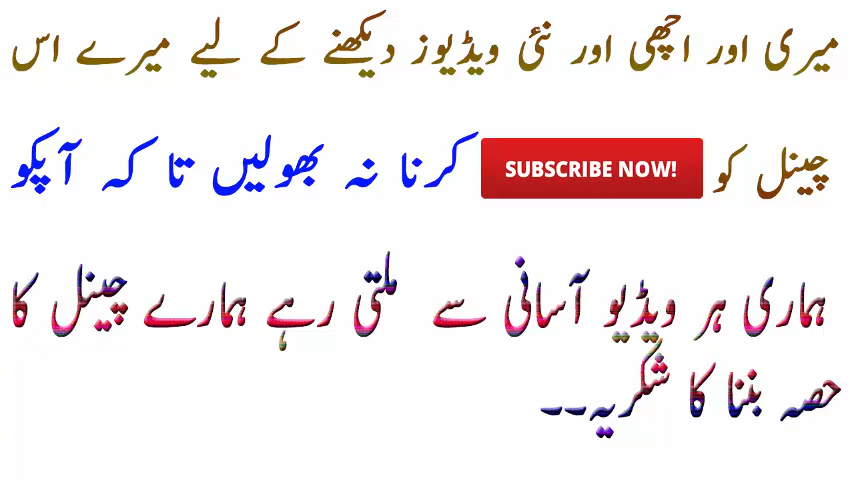 میری اور اچھی اور نئی ویڈیوز دیکھنے کے لیے میرے اس
چینل کو SUBSCRIBE NOW! کرنا نہ بھولیں تا کہ آپکو
ہماری ہر ویڈیو آسانی سے ملتی رہے ہمارے چینل کا
حصہ بننا کا شکریہ۔۔